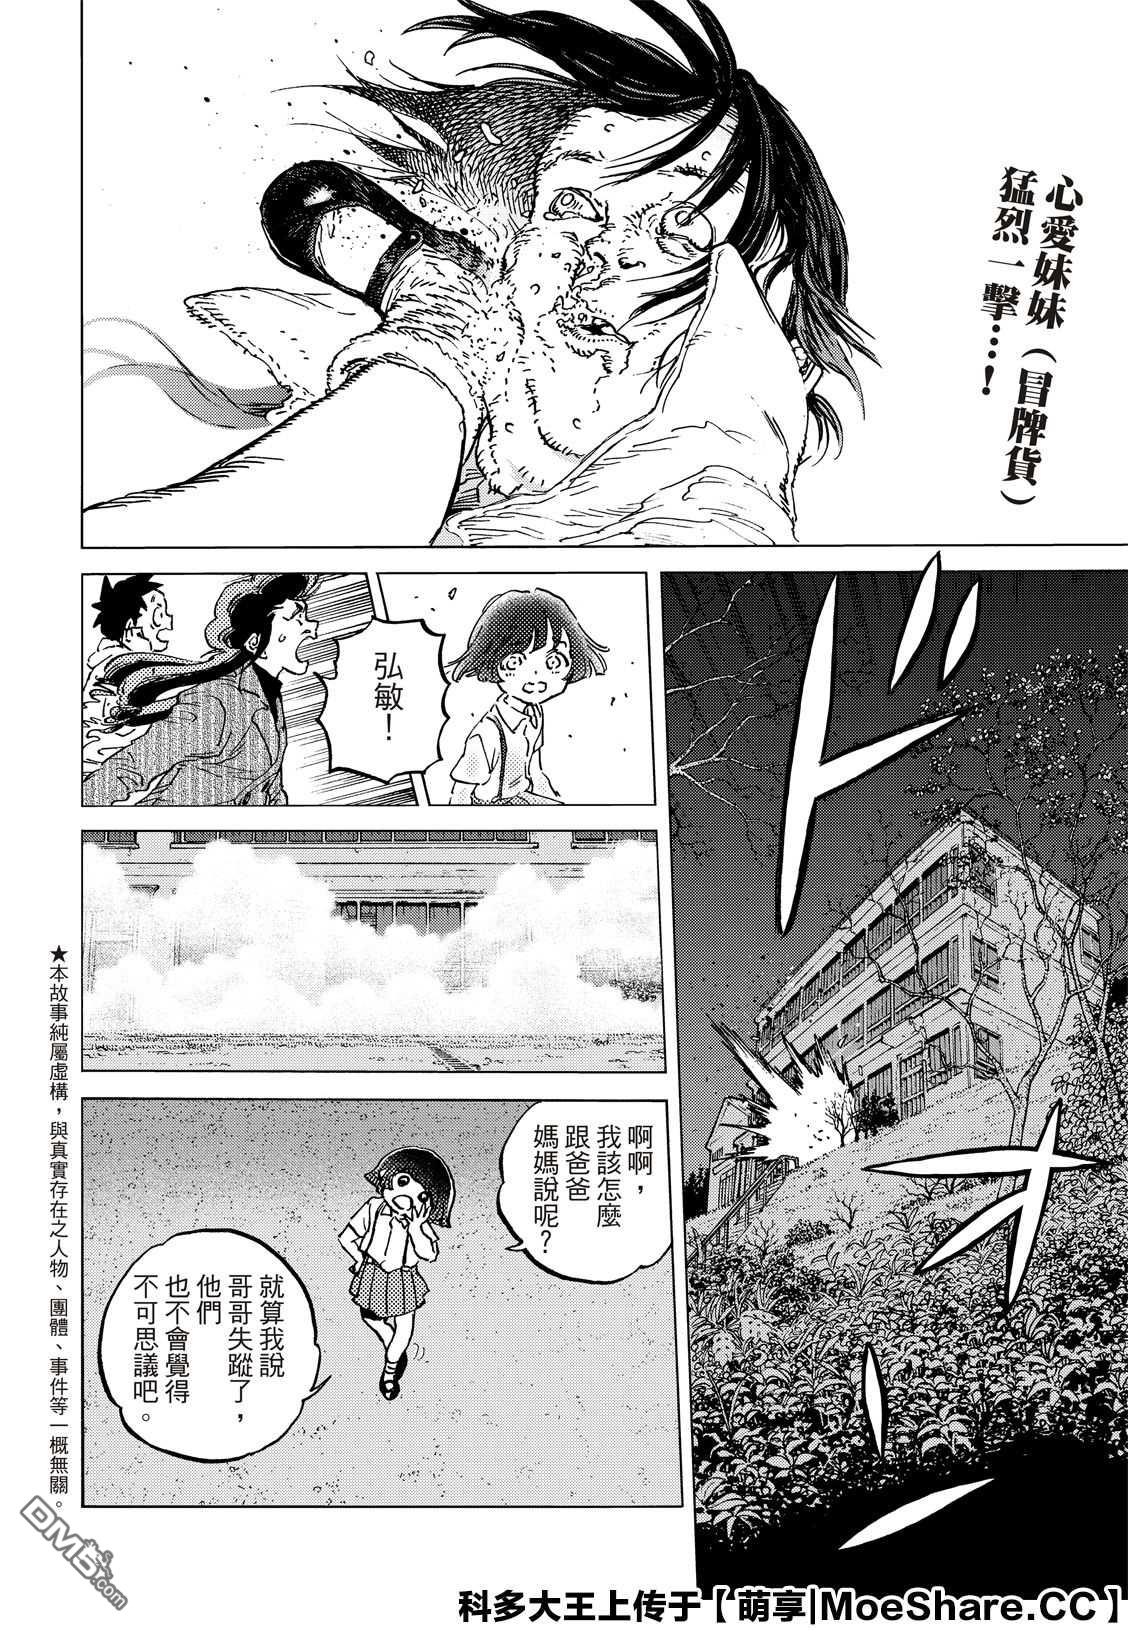 心愛妹妹（冒牌貨）
猛烈一擊…！
ドォ
弘敏！
啊啊，
我該怎麼
跟爸爸
媽媽說呢？
就算我說
哥哥失蹤了，
他們
也不會覺得
不可思議吧。
★本故事純屬虛構，與真實存在之人物、團體、事件等一概無關。
DM5.com
科多大王上传于【萌享|MoeShare.CC】